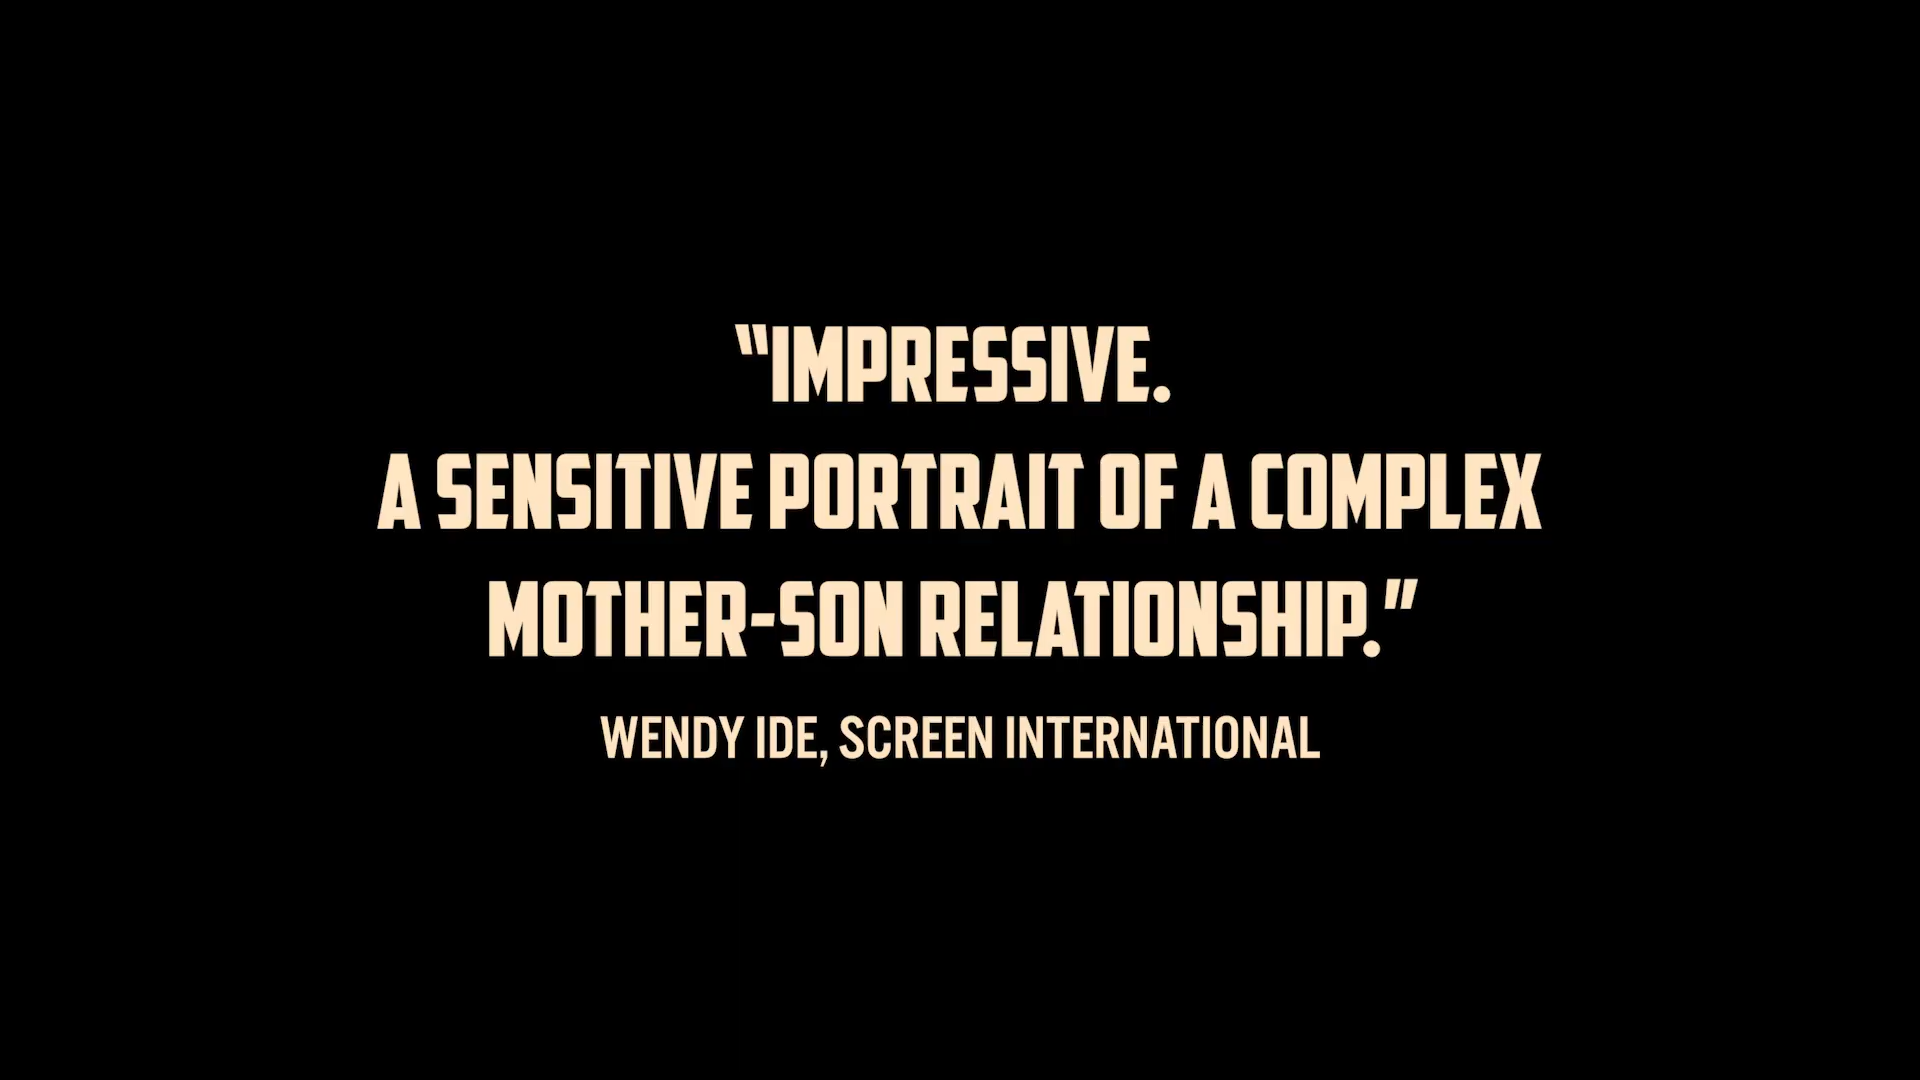 “IMPRESSIVE.
A SENSITIVE PORTRAIT OF A COMPLEX
MOTHER-SON RELATIONSHIP.”
WENDY IDE, SCREEN INTERNATIONAL